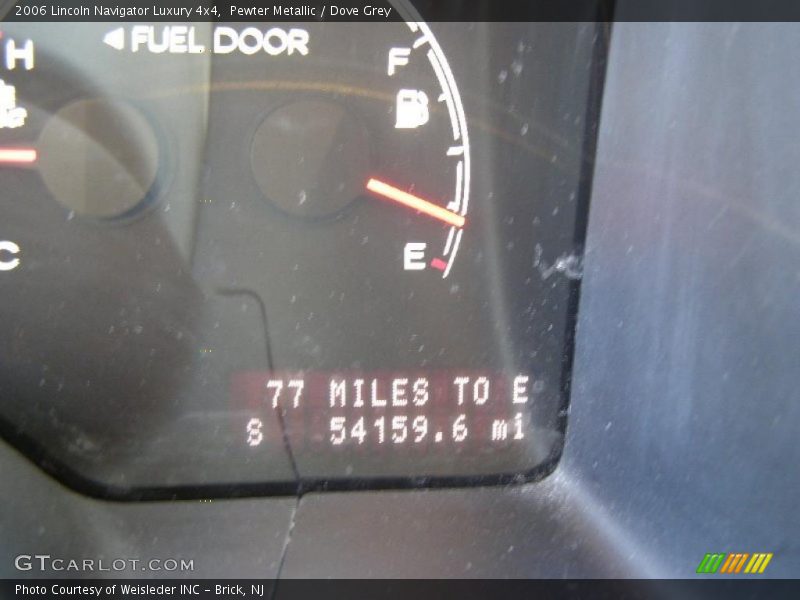 2006 Lincoln Navigator Luxury 4x4, Pewter Metallic / Dove Grey
H
FUEL DOOR
F
C
E
77 MILES TO E
S 54159.6 mi
GTCARLOT.COM
Photo Courtesy of Weisleder INC - Brick, NJ